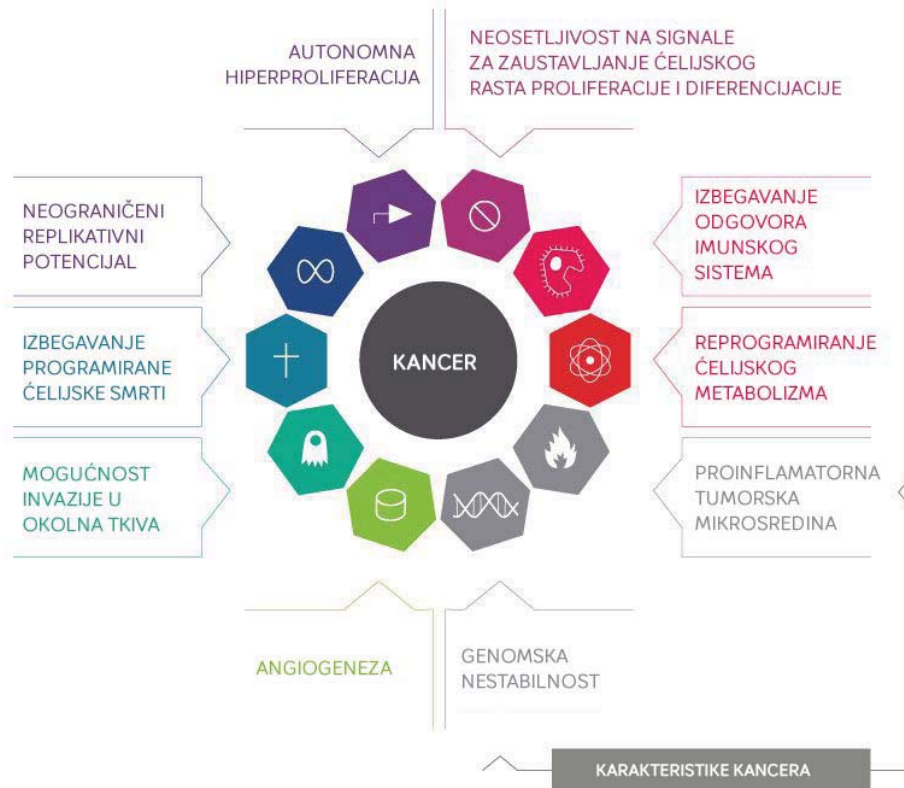 AUTONOMNA
HIPERPROLIFERACIJA
NEOSETLJIVOST NA SIGNALE
ZA ZAUSTAVLJANJE ĆELIJSKOG
RASTA PROLIFERACIJE I DIFERENCIJACIJE
NEOGRANIČENI
REPLIKATIVNI
POTENCIJAL
IZBEGAVANJE
ODGOVORA
IMUNSKOG
SISTEMA
IZBEGAVANJE
PROGRAMIRANE
ĆELIJSKE SMRTI
KANCER
REPROGRAMIRANJE
ĆELIJSKOG
METABOLIZMA
MOGUĆNOST
INVAZIJE U
OKOLNA TKIVA
PROINFLAMATORNA
TUMORSKA
MIKROSREDINA
ANGIOGENEZA
GENOMSKA
NESTABILNOST
KARAKTERISTIKE KANCERA